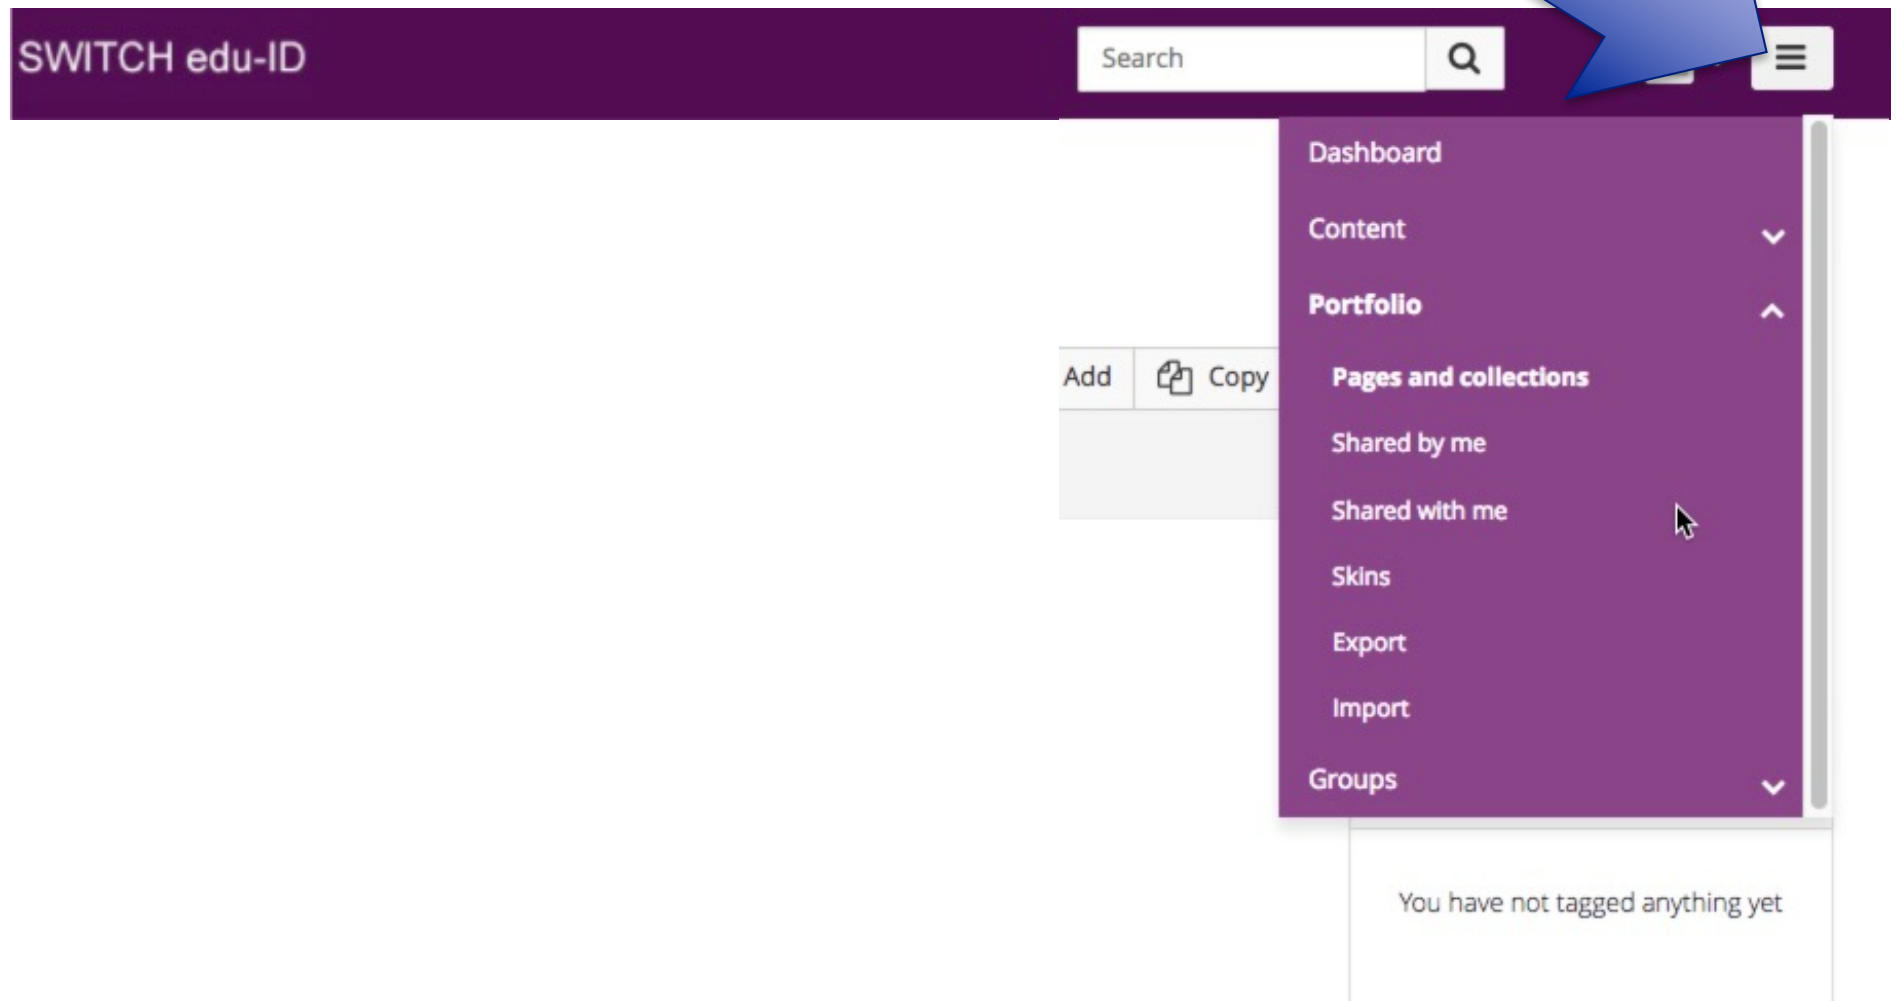 SWITCH edu-ID
Search
Dashboard
Content
Portfolio
Add
Copy
Pages and collections
Shared by me
Shared with me
Skins
Export
Import
Groups
You have not tagged anything yet